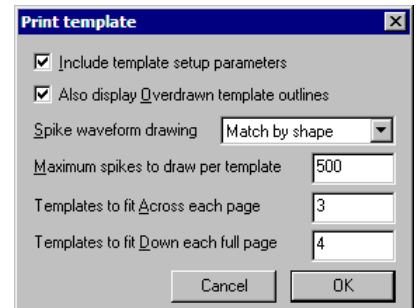 Print template
Include template setup parameters
Also display Overdrawn template outlines
Spike waveform drawing Match by shape
Maximum spikes to draw per template 500
Templates to fit Across each page 3
Templates to fit Down each full page 4
Cancel OK